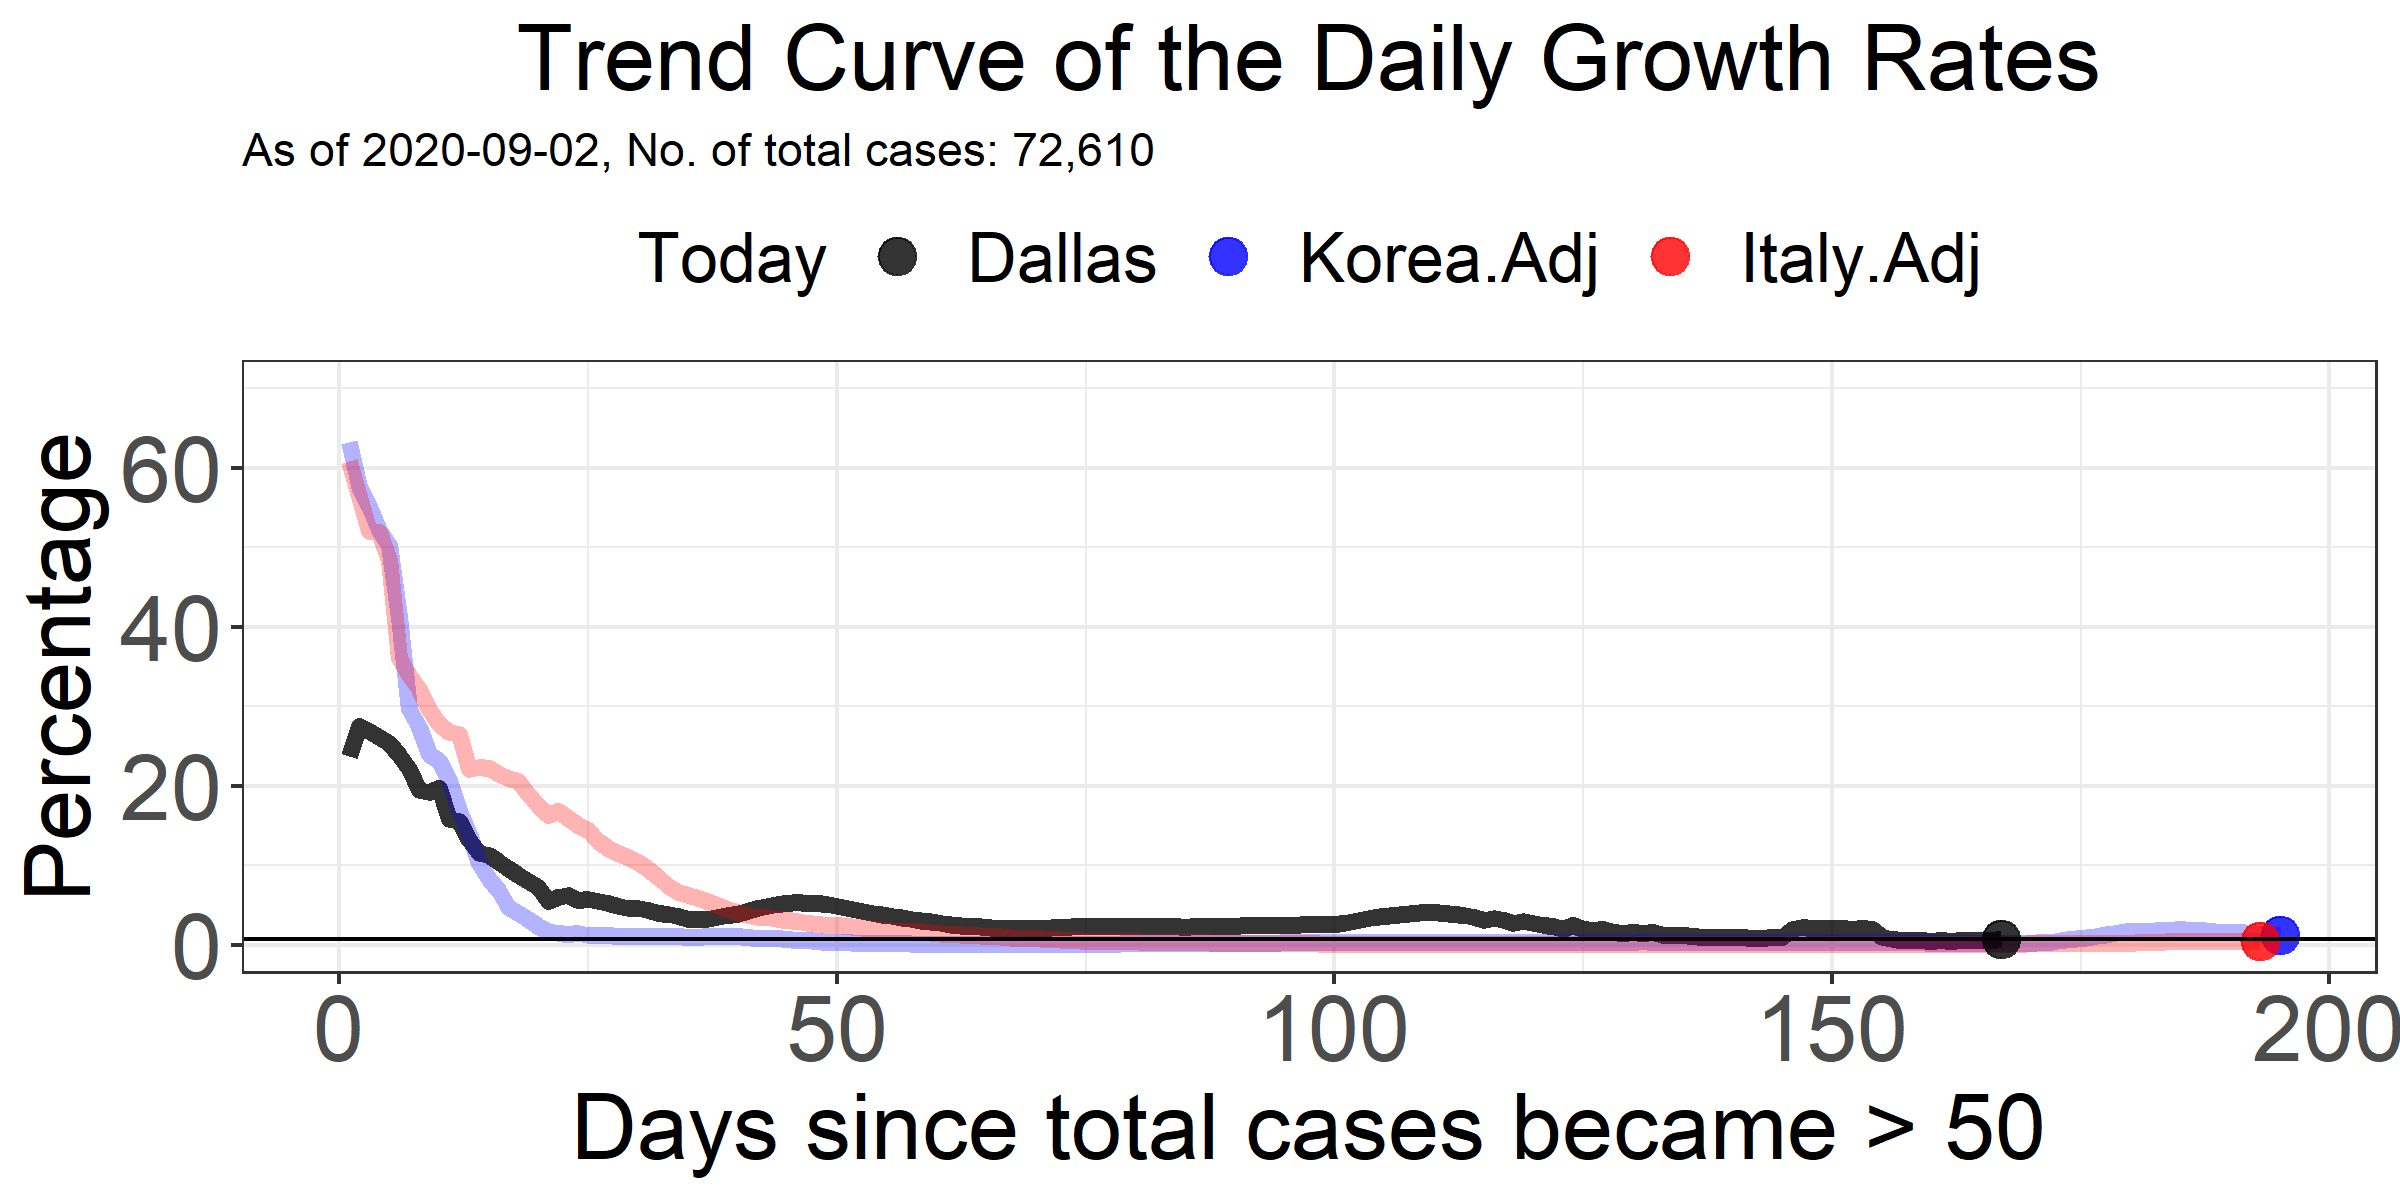 Trend Curve of the Daily Growth Rates
As of 2020-09-02, No. of total cases: 72,610
Today Dallas Korea.Adj Italy.Adj
Percentage
60
40
20
0
0 50 100 150 200
Days since total cases became > 50